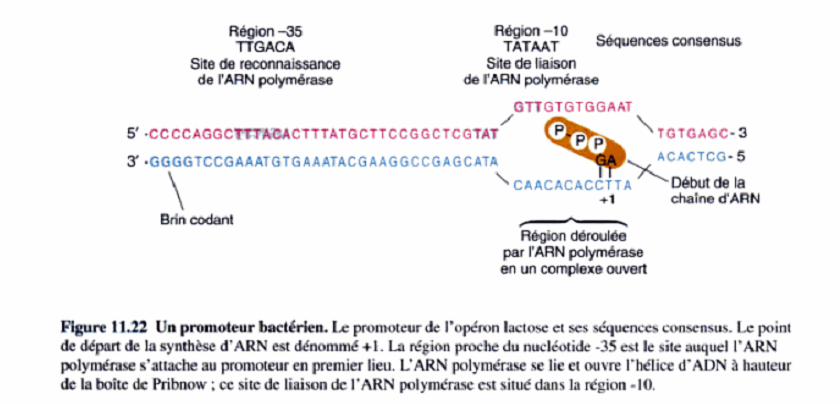 Région –35
TTGACA
Site de reconnaissance
de l'ARN polymérase
Région –10
TATAAT
Site de liaison
de l'ARN polymérase
Séquences consensus
GTTGTGTGGAAT
5′ -CCCCAGGCTTTACACTTTATGCTTCCGGCTCGTAT
TGTGAGC-3
P-P-P
GA
3′ -GGGGTCCGAAATGTGAAATACGAAGGCCGAGCATA
ACACTCG-5
CAACACACCTTA
+1
Début de la
chaîne d'ARN
Brin codant
Région déroulée
par l'ARN polymérase
en un complexe ouvert
Figure 11.22 Un promoteur bactérien. Le promoteur de l'opéron lactose et ses séquences consensus. Le point
de départ de la synthèse d'ARN est dénommé +1. La région proche du nucléotide -35 est le site auquel l'ARN
polymérase s'attache au promoteur en premier lieu. L'ARN polymérase se lie et ouvre l'hélice d'ADN à hauteur
de la boîte de Pribnow ; ce site de liaison de l'ARN polymérase est situé dans la région -10.